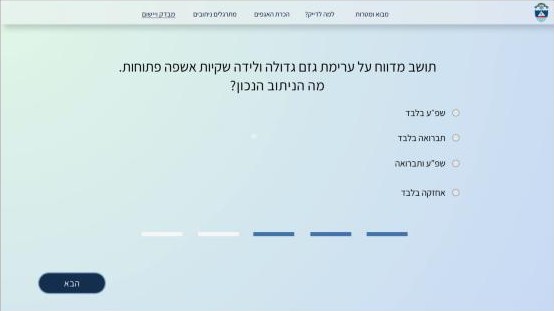 מבוא ומטרות
למה לדייק?
הכרת האגפים
מתרגלים ניתובים
מבדק ויישום
תושב מדווח על ערימת גזם גדולה ולידה שקיות אשפה פתוחות.
מה הניתוב הנכון?
שפ״ע בלבד
תברואה בלבד
שפ״ע ותברואה
אחזקה בלבד
הבא